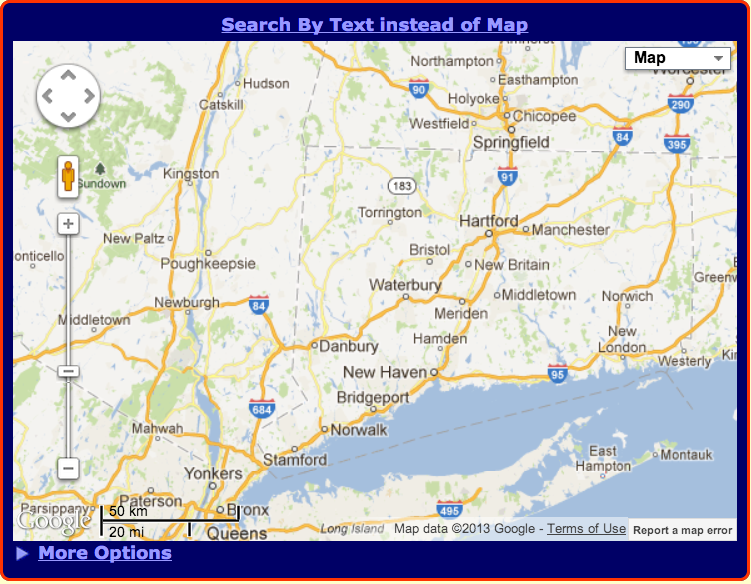 Search By Text instead of Map
Northampton
Map
Easthampton
Hudson
90
Holyoke
290
Catskill
Westfield
Chicopee
84
Springfield
395
Kingston
91
Sundown
183
Torrington
Hartford
Manchester
New Paltz
Bristol
onticello
Poughkeepsie
New Britain
Greenw
Waterbury
Middletown
Norwich
Newburgh
84
Meriden
Middletown
New
London
Danbury
Hamden
Westerly
New Haven
95
Bridgeport
684
Mahwah
Norwalk
Stamford
East
Hampton
Montauk
Yonkers
Paterson
Parsippany
50 km
Bronx
495
Google
20 mi
Queens
Long Island
Map data ©2013 Google - Terms of Use
Report a map error
More Options